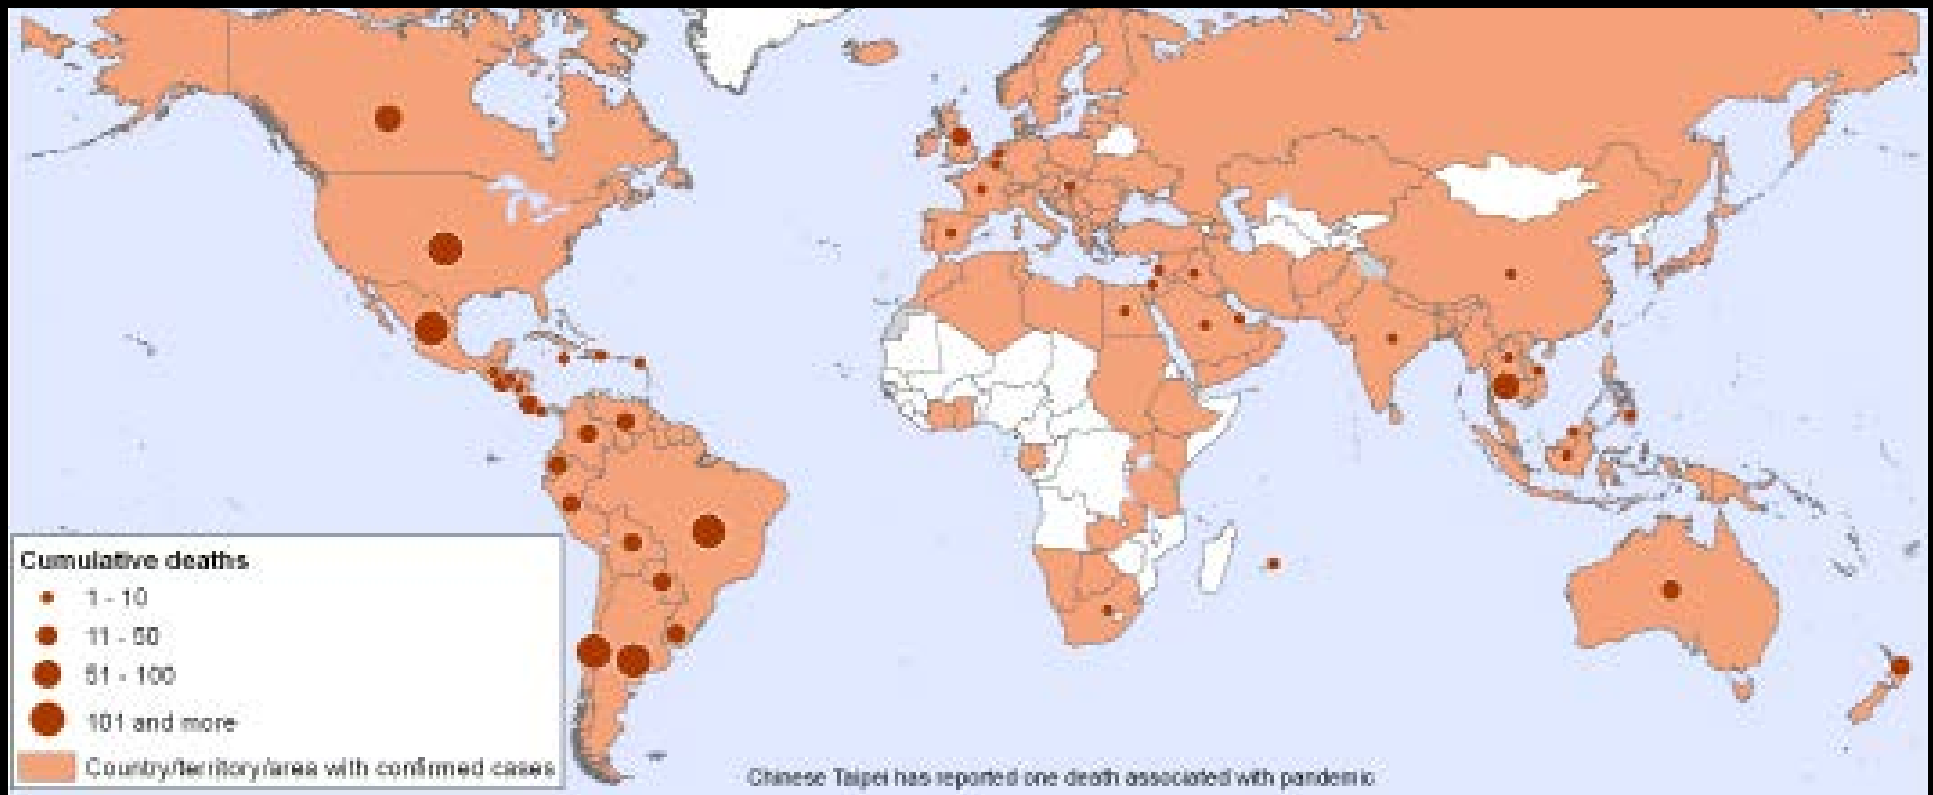 Cumulative deaths
1 - 10
11 - 50
51 - 100
101 and more
Country/territory/area with confirmed cases
Chinese Taipei has reported one death associated with pandemic